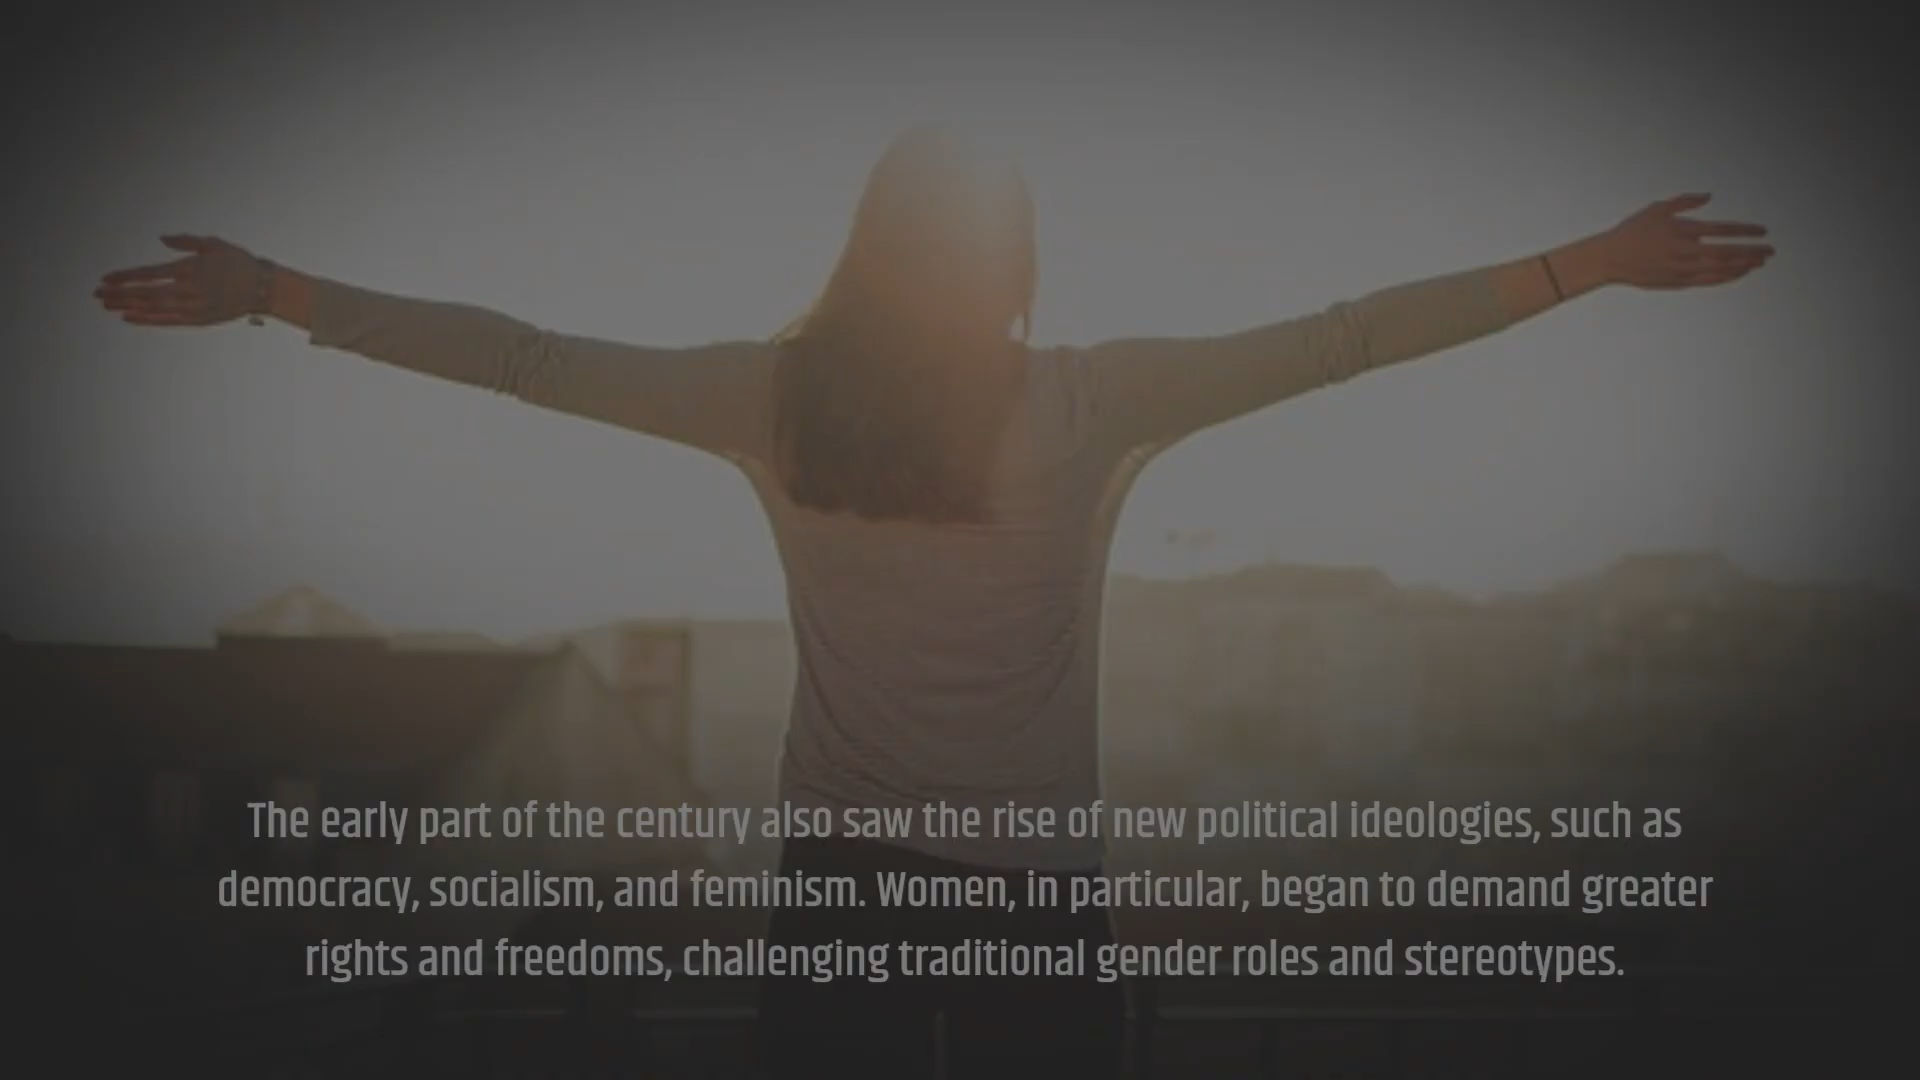 The early part of the century also saw the rise of new political ideologies, such as
democracy, socialism, and feminism. Women, in particular, began to demand greater
rights and freedoms, challenging traditional gender roles and stereotypes.